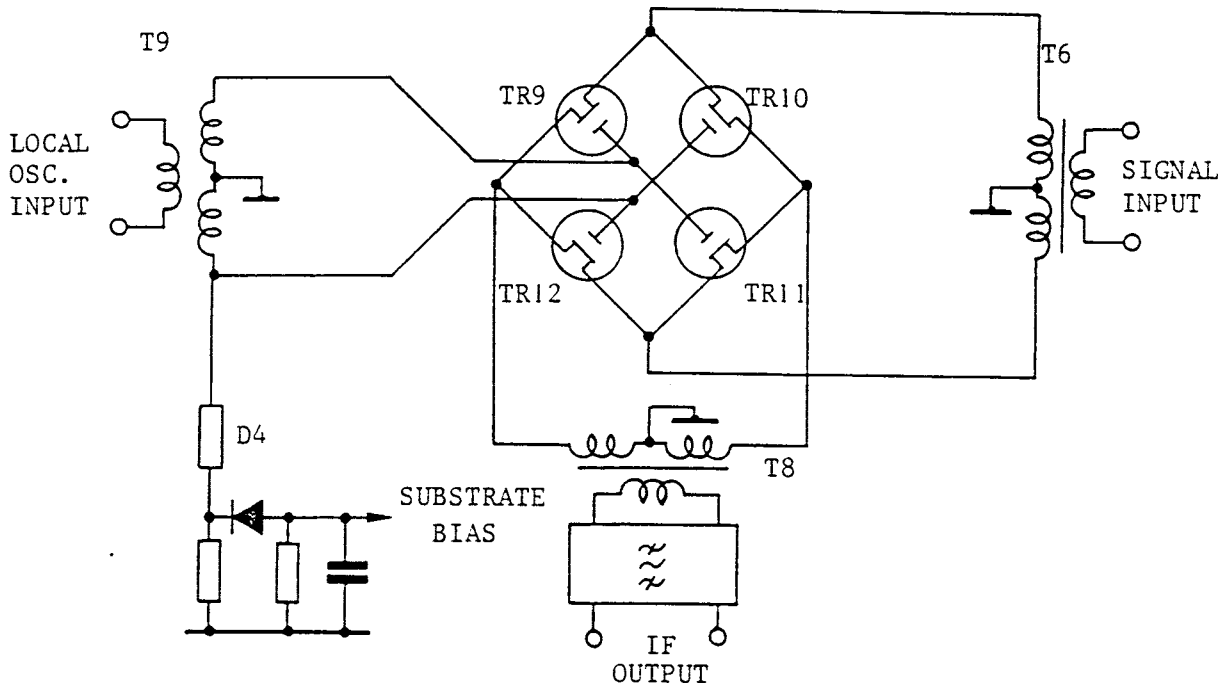 T9
T6
TR9
TR10
LOCAL
OSC.
INPUT
SIGNAL
INPUT
TR12
TR11
D4
T8
SUBSTRATE
BIAS
IF
OUTPUT